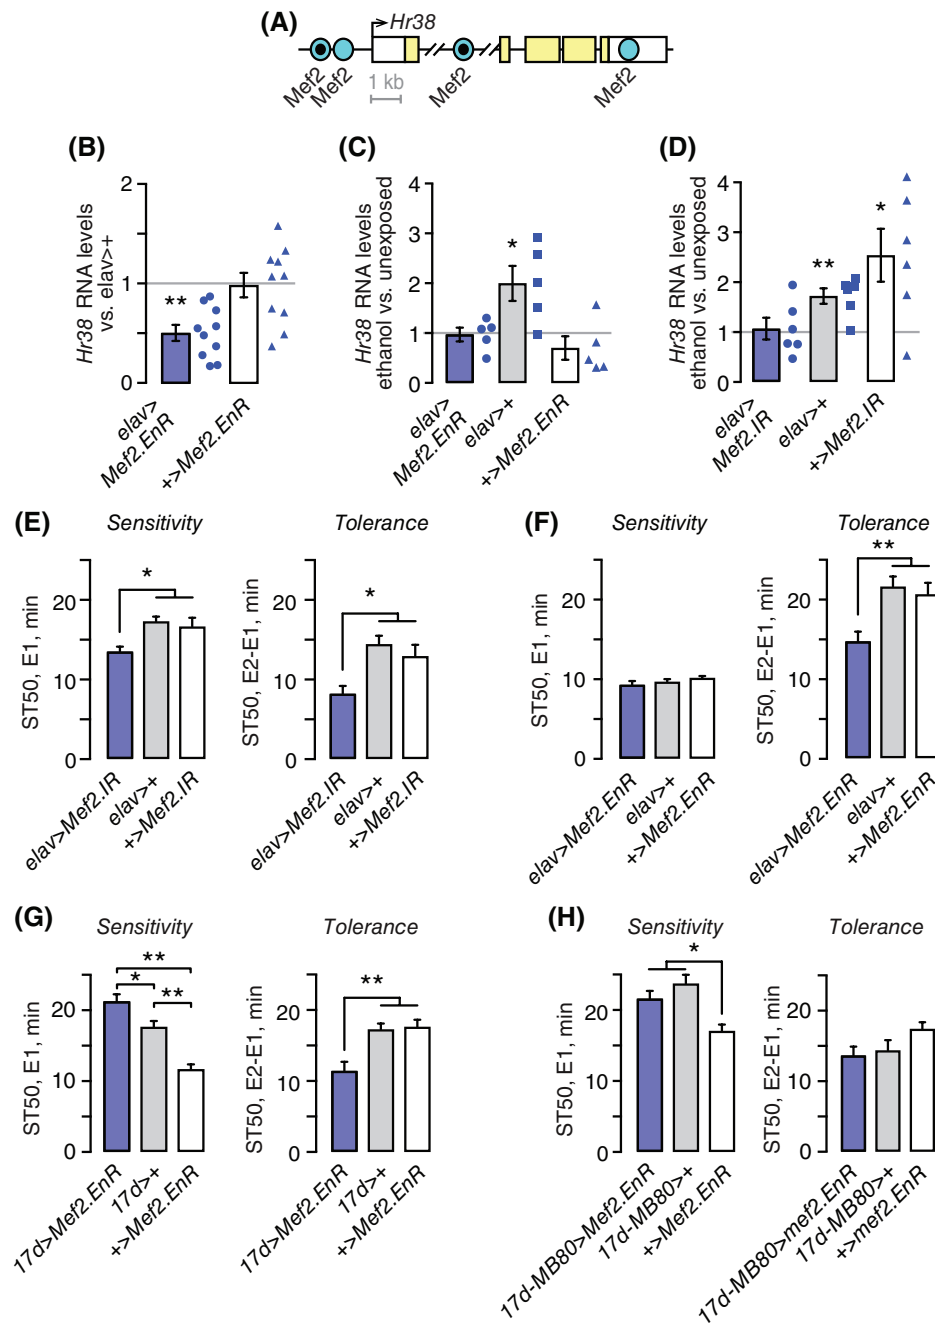 (A)
Hr38
Mef2
Mef2
Mef2
Mef2
1 kb
(B)
Hr38 RNA levels
vs. elav>+
2
1
0
**
elav>
Mef2.EnR
+>Mef2.EnR
(C)
Hr38 RNA levels
ethanol vs. unexposed
4
3
2
1
0
*
elav>
Mef2.EnR
elav>+
+>Mef2.EnR
(D)
Hr38 RNA levels
ethanol vs. unexposed
4
3
2
1
0
**
*
elav>
Mef2.IR
elav>+
+>Mef2.IR
(E)
Sensitivity
ST50, E1, min
20
10
0
*
elav>Mef2.IR
elav>+
+>Mef2.IR
Tolerance
ST50, E2-E1, min
20
10
0
*
elav>Mef2.IR
elav>+
+>Mef2.IR
(F)
Sensitivity
ST50, E1, min
20
10
0
elav>Mef2.EnR
elav>+
+>Mef2.EnR
Tolerance
ST50, E2-E1, min
20
10
0
**
elav>Mef2.EnR
elav>+
+>Mef2.EnR
(G)
Sensitivity
ST50, E1, min
20
10
0
**
*
**
17d>Mef2.EnR
17d>+
+>Mef2.EnR
Tolerance
ST50, E2-E1, min
20
10
0
**
17d>Mef2.EnR
17d>+
+>Mef2.EnR
(H)
Sensitivity
ST50, E1, min
20
10
0
*
17d-MB80>Mef2.EnR
17d-MB80>+
+>Mef2.EnR
Tolerance
ST50, E2-E1, min
20
10
0
17d-MB80>mef2.EnR
17d-MB80>+
+>mef2.EnR